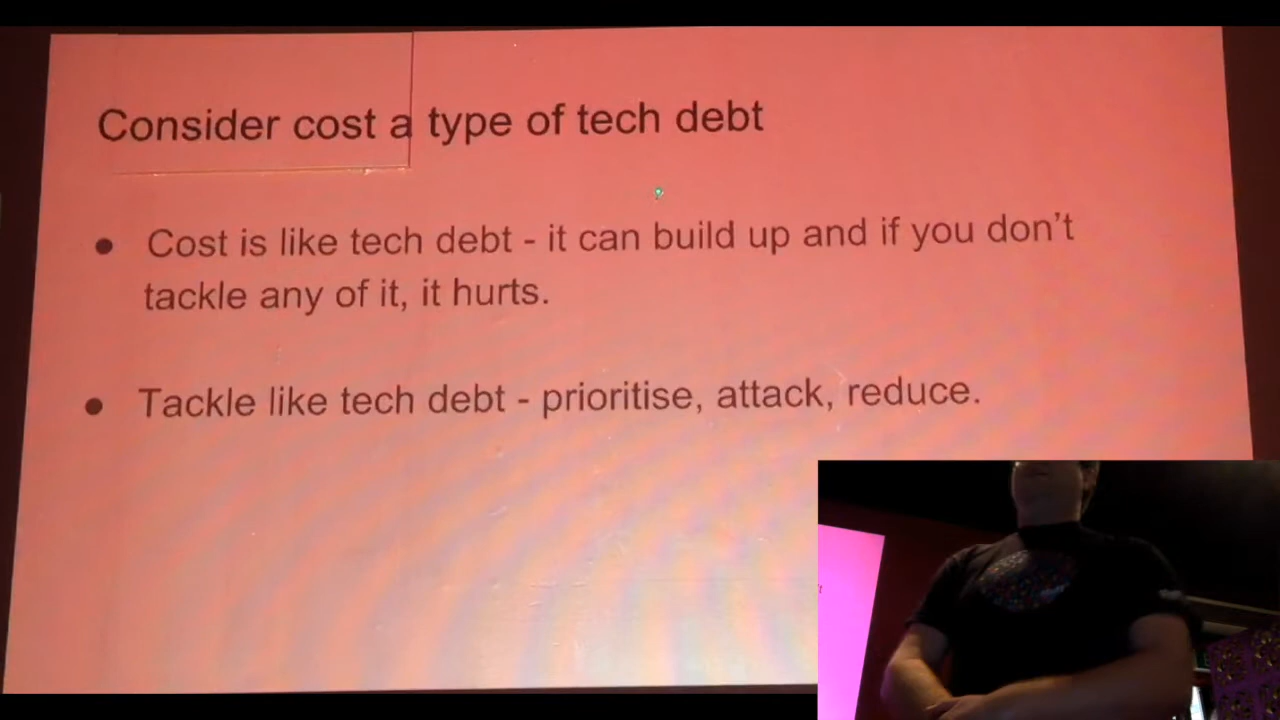 Consider cost a type of tech debt
● Cost is like tech debt - it can build up and if you don't
tackle any of it, it hurts.
● Tackle like tech debt - prioritise, attack, reduce.